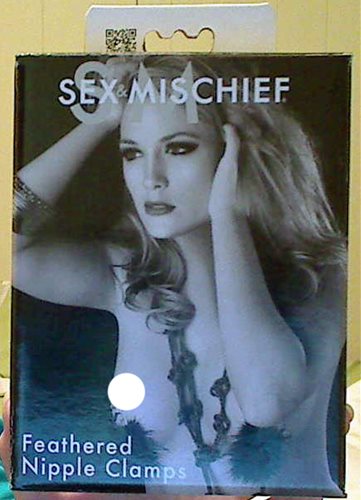 S&M
SEX & MISCHIEF
Feathered
Nipple Clamps